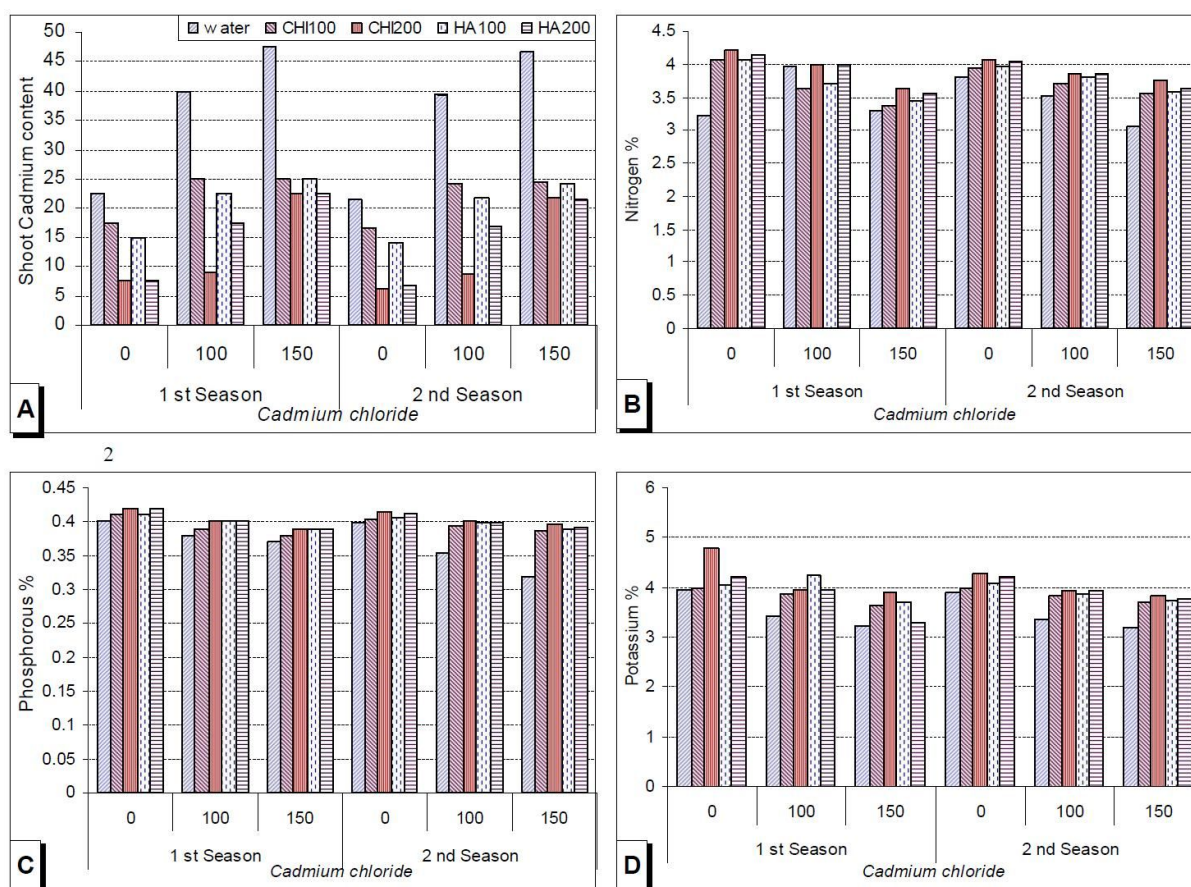 water CHI100 CHI200 HA100 HA200
Shoot Cadmium content
50
45
40
35
30
25
20
15
10
5
0
0 100 150 0 100 150
1 st Season 2 nd Season
Cadmium chloride
A
Nitrogen %
4.5
4
3.5
3
2.5
2
1.5
1
0.5
0
0 100 150 0 100 150
1 st Season 2 nd Season
Cadmium chloride
B
2
Phosphorous %
0.45
0.4
0.35
0.3
0.25
0.2
0.15
0.1
0.05
0
0 100 150 0 100 150
1 st Season 2 nd Season
Cadmium chloride
C
Potassium %
6
5
4
3
2
1
0
0 100 150 0 100 150
1 st Season 2 nd Season
Cadmium chloride
D